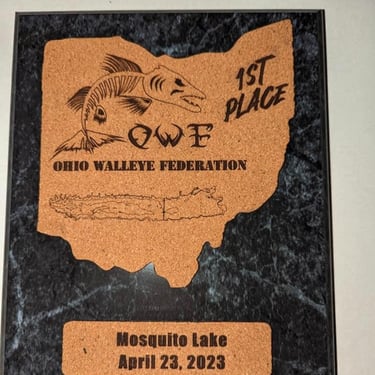 1ST
PLACE
OWF
OHIO WALLEYE FEDERATION
Mosquito Lake
April 23, 2023